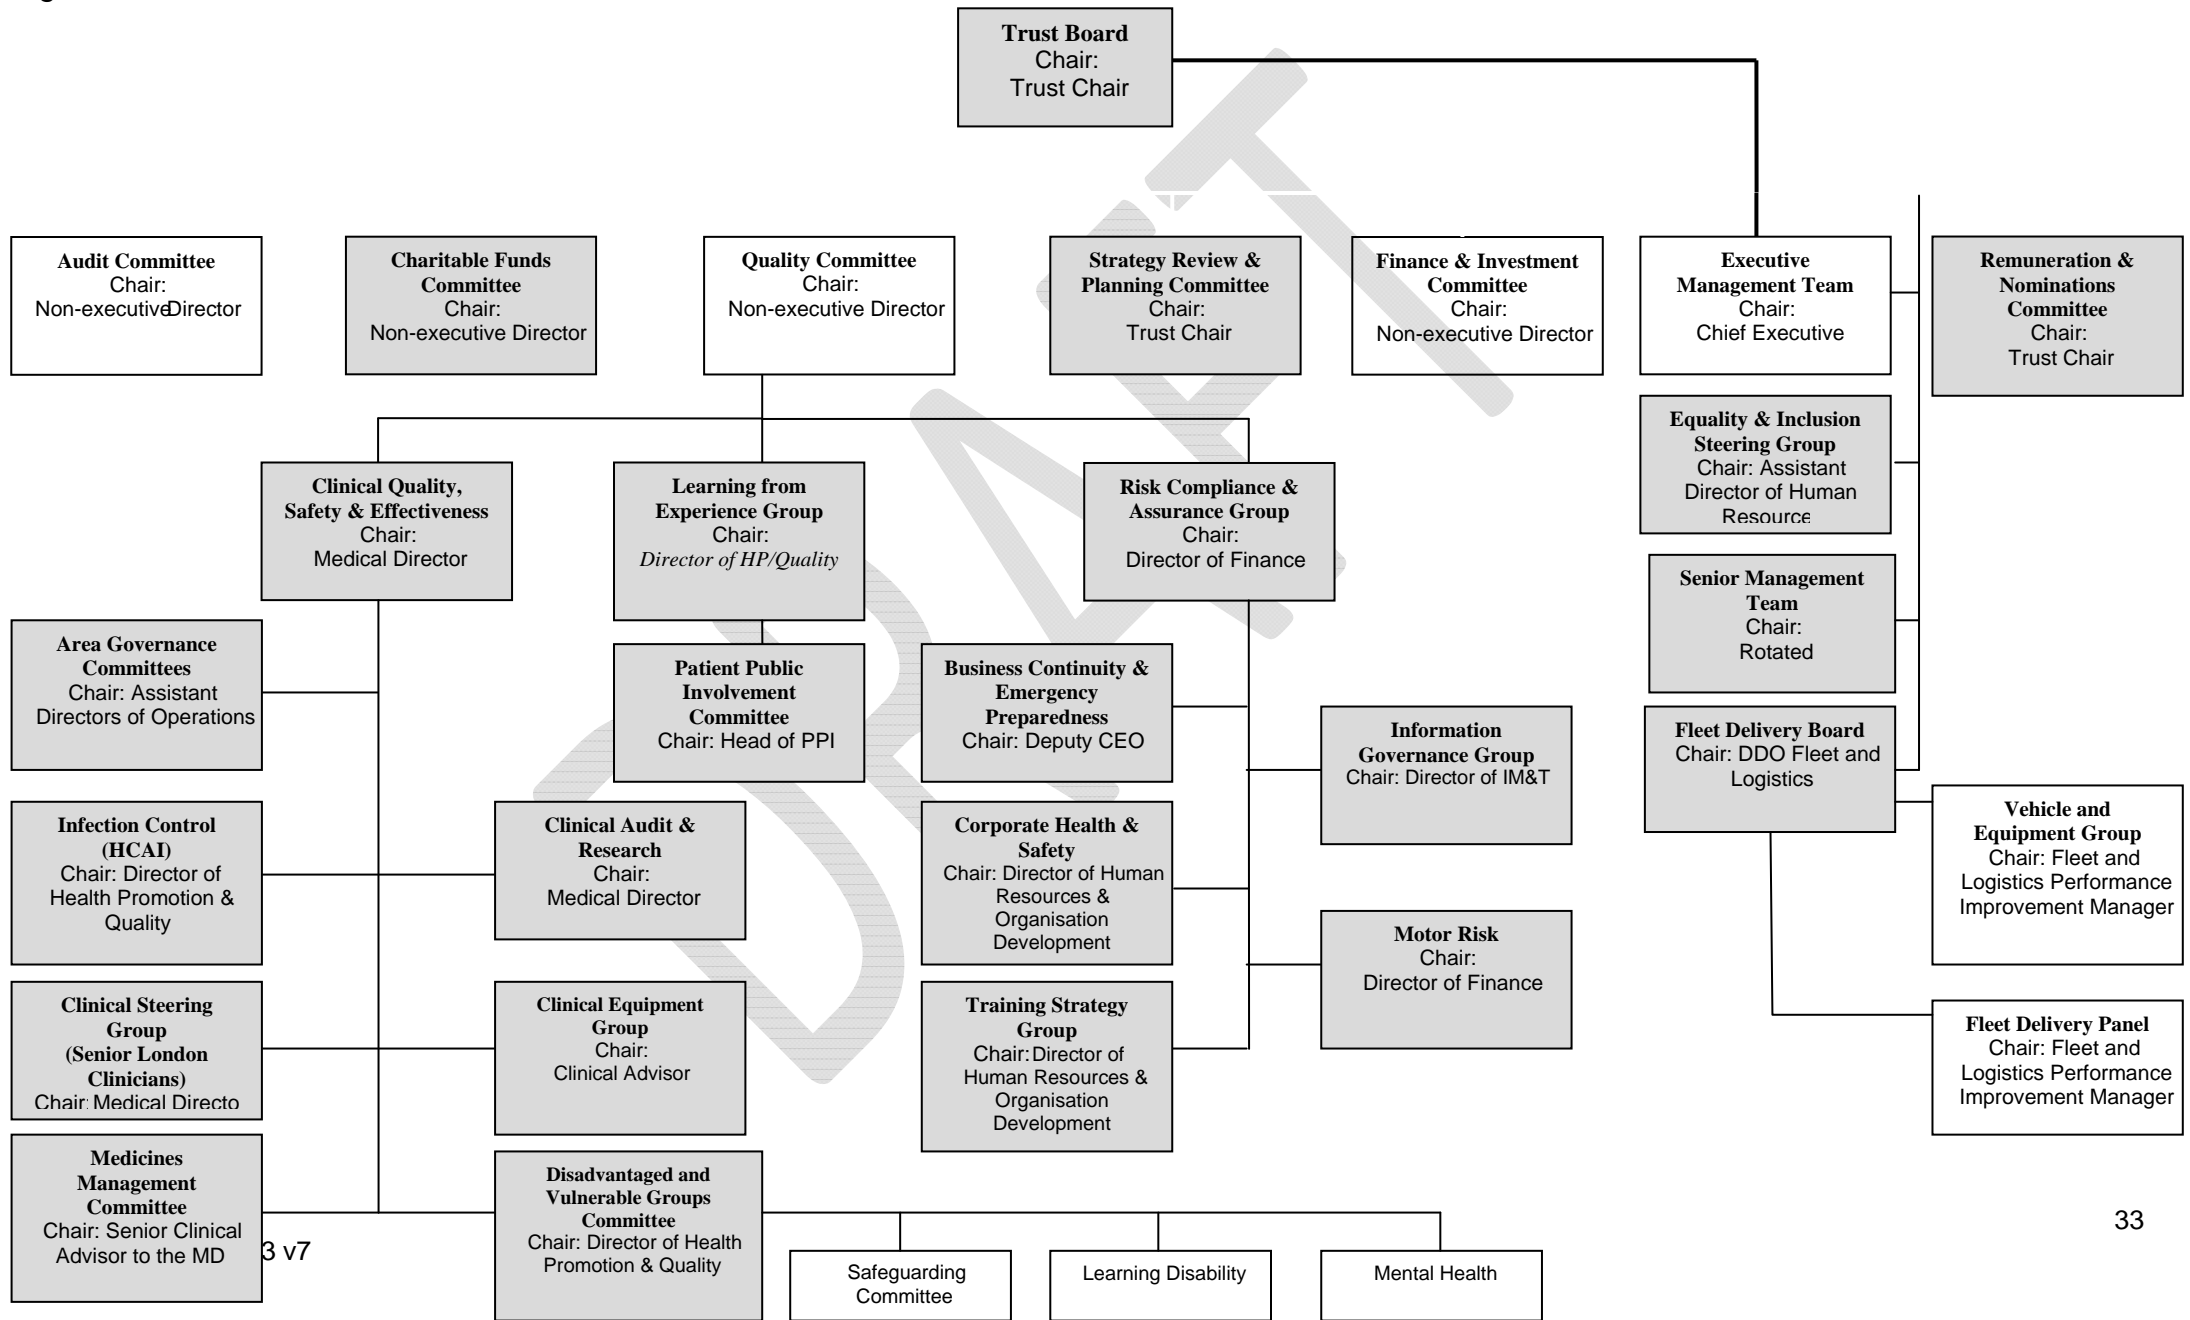 Trust Board
Chair:
Trust Chair
Audit Committee
Chair:
Non-executiveDirector
Charitable Funds
Committee
Chair:
Non-executive Director
Quality Committee
Chair:
Non-executive Director
Strategy Review &
Planning Committee
Chair:
Trust Chair
Finance & Investment
Committee
Chair:
Non-executive Director
Executive
Management Team
Chair:
Chief Executive
Remuneration &
Nominations
Committee
Chair:
Trust Chair
Equality & Inclusion
Steering Group
Chair: Assistant
Director of Human
Resource
Clinical Quality,
Safety & Effectiveness
Chair:
Medical Director
Learning from
Experience Group
Chair:
Director of HP/Quality
Risk Compliance &
Assurance Group
Chair:
Director of Finance
Senior Management
Team
Chair:
Rotated
Area Governance
Committees
Chair: Assistant
Directors of Operations
Patient Public
Involvement
Committee
Chair: Head of PPI
Business Continuity &
Emergency
Preparedness
Chair: Deputy CEO
Information
Governance Group
Chair: Director of IM&T
Fleet Delivery Board
Chair: DDO Fleet and
Logistics
Vehicle and
Equipment Group
Chair: Fleet and
Logistics Performance
Improvement Manager
Infection Control
(HCAI)
Chair: Director of
Health Promotion &
Quality
Clinical Audit &
Research
Chair:
Medical Director
Corporate Health &
Safety
Chair: Director of Human
Resources &
Organisation
Development
Motor Risk
Chair:
Director of Finance
Clinical Steering
Group
(Senior London
Clinicians)
Chair: Medical Directo
Clinical Equipment
Group
Chair:
Clinical Advisor
Training Strategy
Group
Chair: Director of
Human Resources &
Organisation
Development
Fleet Delivery Panel
Chair: Fleet and
Logistics Performance
Improvement Manager
Medicines
Management
Committee
Chair: Senior Clinical
Advisor to the MD
Disadvantaged and
Vulnerable Groups
Committee
Chair: Director of Health
Promotion & Quality
Safeguarding
Committee
Learning Disability
Mental Health
3 v7
33
DRAFT